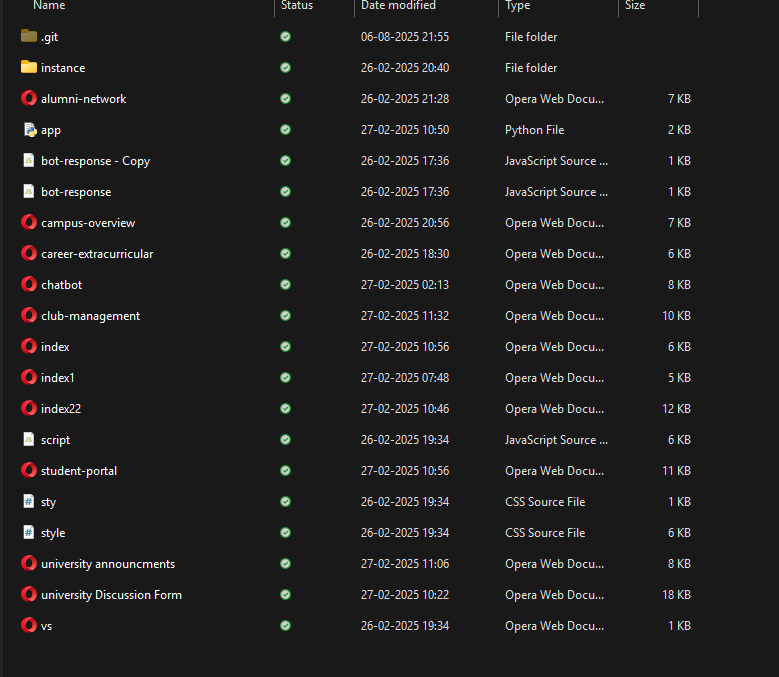 Name Status Date modified Type Size
.git 06-08-2025 21:55 File folder
instance 26-02-2025 20:40 File folder
alumni-network 26-02-2025 21:28 Opera Web Docu... 7 KB
app 27-02-2025 10:50 Python File 2 KB
JS bot-response - Copy 26-02-2025 17:36 JavaScript Source ... 1 KB
JS bot-response 26-02-2025 17:36 JavaScript Source ... 1 KB
campus-overview 26-02-2025 20:56 Opera Web Docu... 7 KB
career-extracurricular 26-02-2025 18:30 Opera Web Docu... 6 KB
chatbot 27-02-2025 02:13 Opera Web Docu... 8 KB
club-management 27-02-2025 11:32 Opera Web Docu... 10 KB
index 27-02-2025 10:56 Opera Web Docu... 6 KB
index1 27-02-2025 07:48 Opera Web Docu... 5 KB
index22 27-02-2025 10:46 Opera Web Docu... 12 KB
JS script 26-02-2025 19:34 JavaScript Source ... 6 KB
student-portal 27-02-2025 10:56 Opera Web Docu... 11 KB
# sty 26-02-2025 19:34 CSS Source File 1 KB
# style 26-02-2025 19:34 CSS Source File 6 KB
university announcments 27-02-2025 11:06 Opera Web Docu... 8 KB
university Discussion Form 27-02-2025 10:22 Opera Web Docu... 18 KB
vs 26-02-2025 19:34 Opera Web Docu... 1 KB